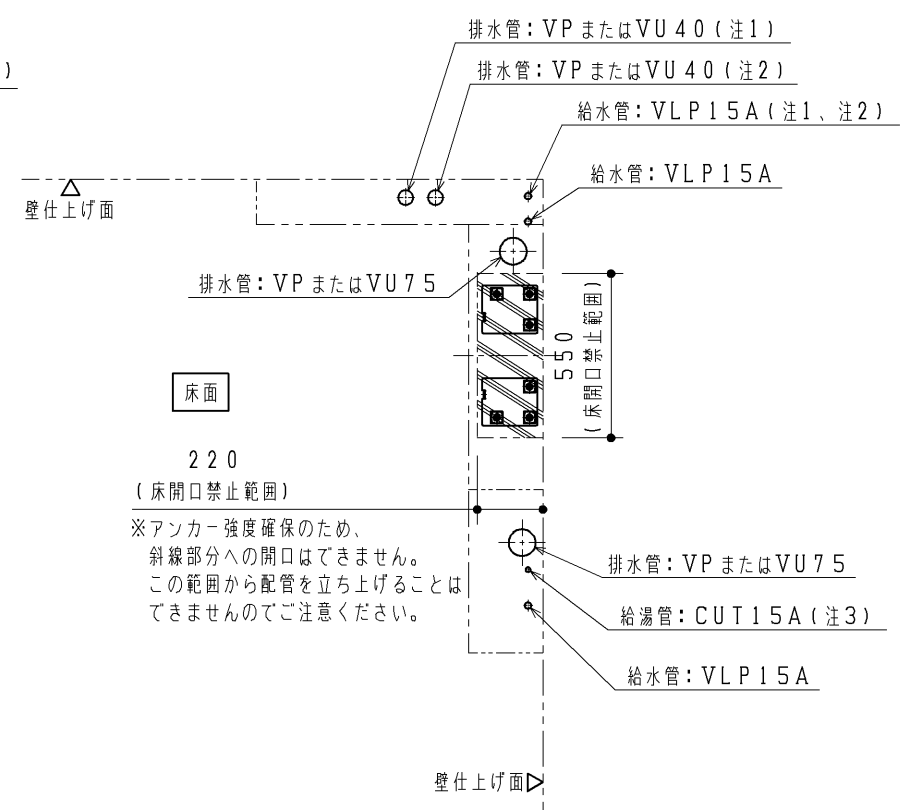 排水管：VPまたはVU40(注1)
)
排水管：VPまたはVU40(注2)
給水管：VLP15A(注1、注2)
給水管：VLP15A
壁仕上げ面
排水管：VPまたはVU75
550
(床開口禁止範囲)
床面
220
(床開口禁止範囲)
※アンカー強度確保のため、
斜線部分への開口はできません。
この範囲から配管を立ち上げることは
できませんのでご注意ください。
排水管：VPまたはVU75
給湯管：CUT15A(注3)
給水管：VLP15A
壁仕上げ面